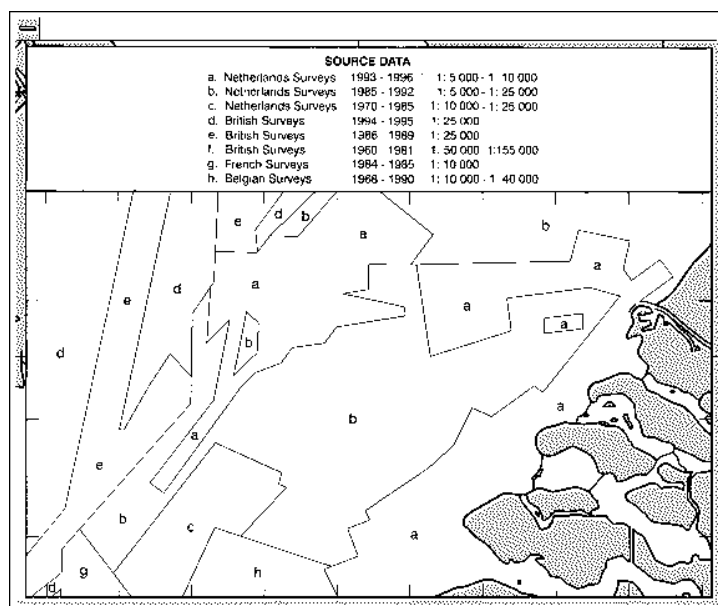 SOURCE DATA
a. Netherlands Surveys 1993 - 1996 1: 5 000 - 1 10 000
b. Netherlands Surveys 1985 - 1992 1: 5 000 - 1: 25 000
c. Netherlands Surveys 1970 - 1985 1: 10 000 - 1: 25 000
d. British Surveys 1994 - 1995 1: 25 000
e. British Surveys 1986 1989 1: 25 000
f. British Surveys 1960 1981 1: 50 000 1:155 000
g. French Surveys 1984 - 1985 1: 10 000
h. Belgian Surveys 1968 - 1990 1: 10 000 - 1: 40 000
e d b a b
a
e d a
a a
b
d
a
b a
a
e
b c a
g h
d